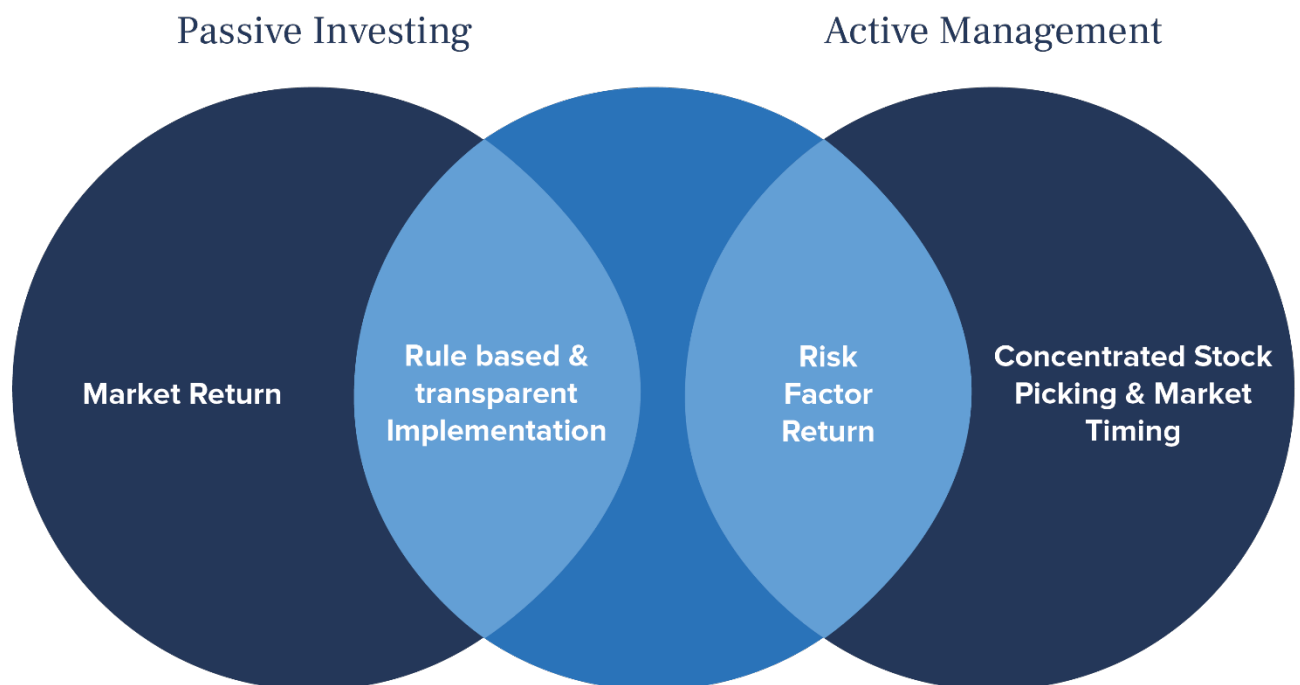 Passive Investing
Active Management
Market Return
Rule based &
transparent
Implementation
Risk
Factor
Return
Concentrated Stock
Picking & Market
Timing